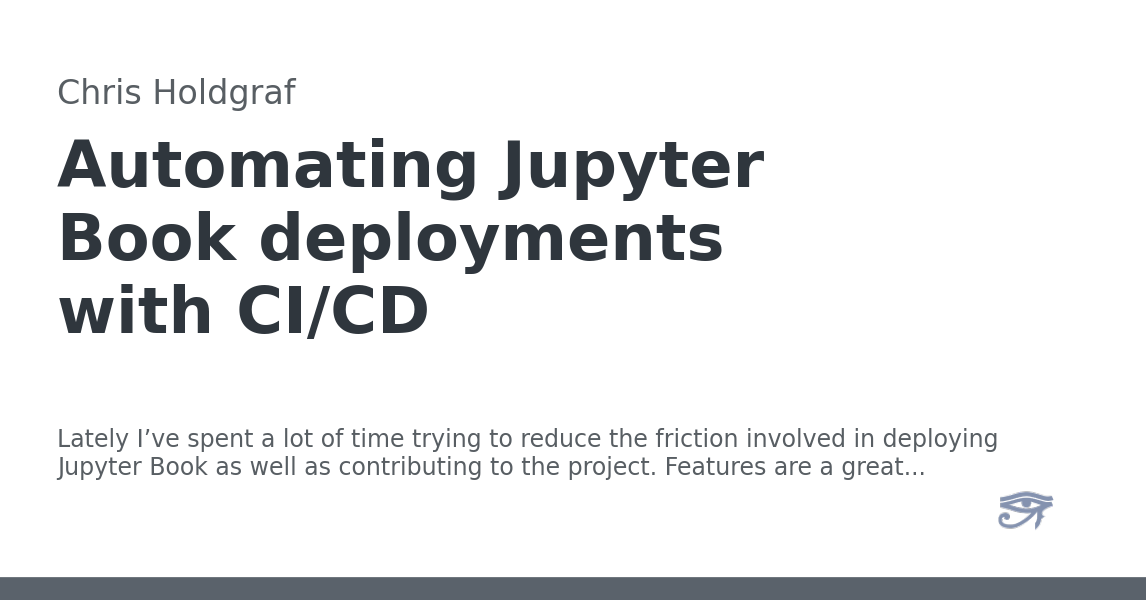 Chris Holdgraf
Automating Jupyter
Book deployments
with CI/CD
Lately I’ve spent a lot of time trying to reduce the friction involved in deploying
Jupyter Book as well as contributing to the project. Features are a great...